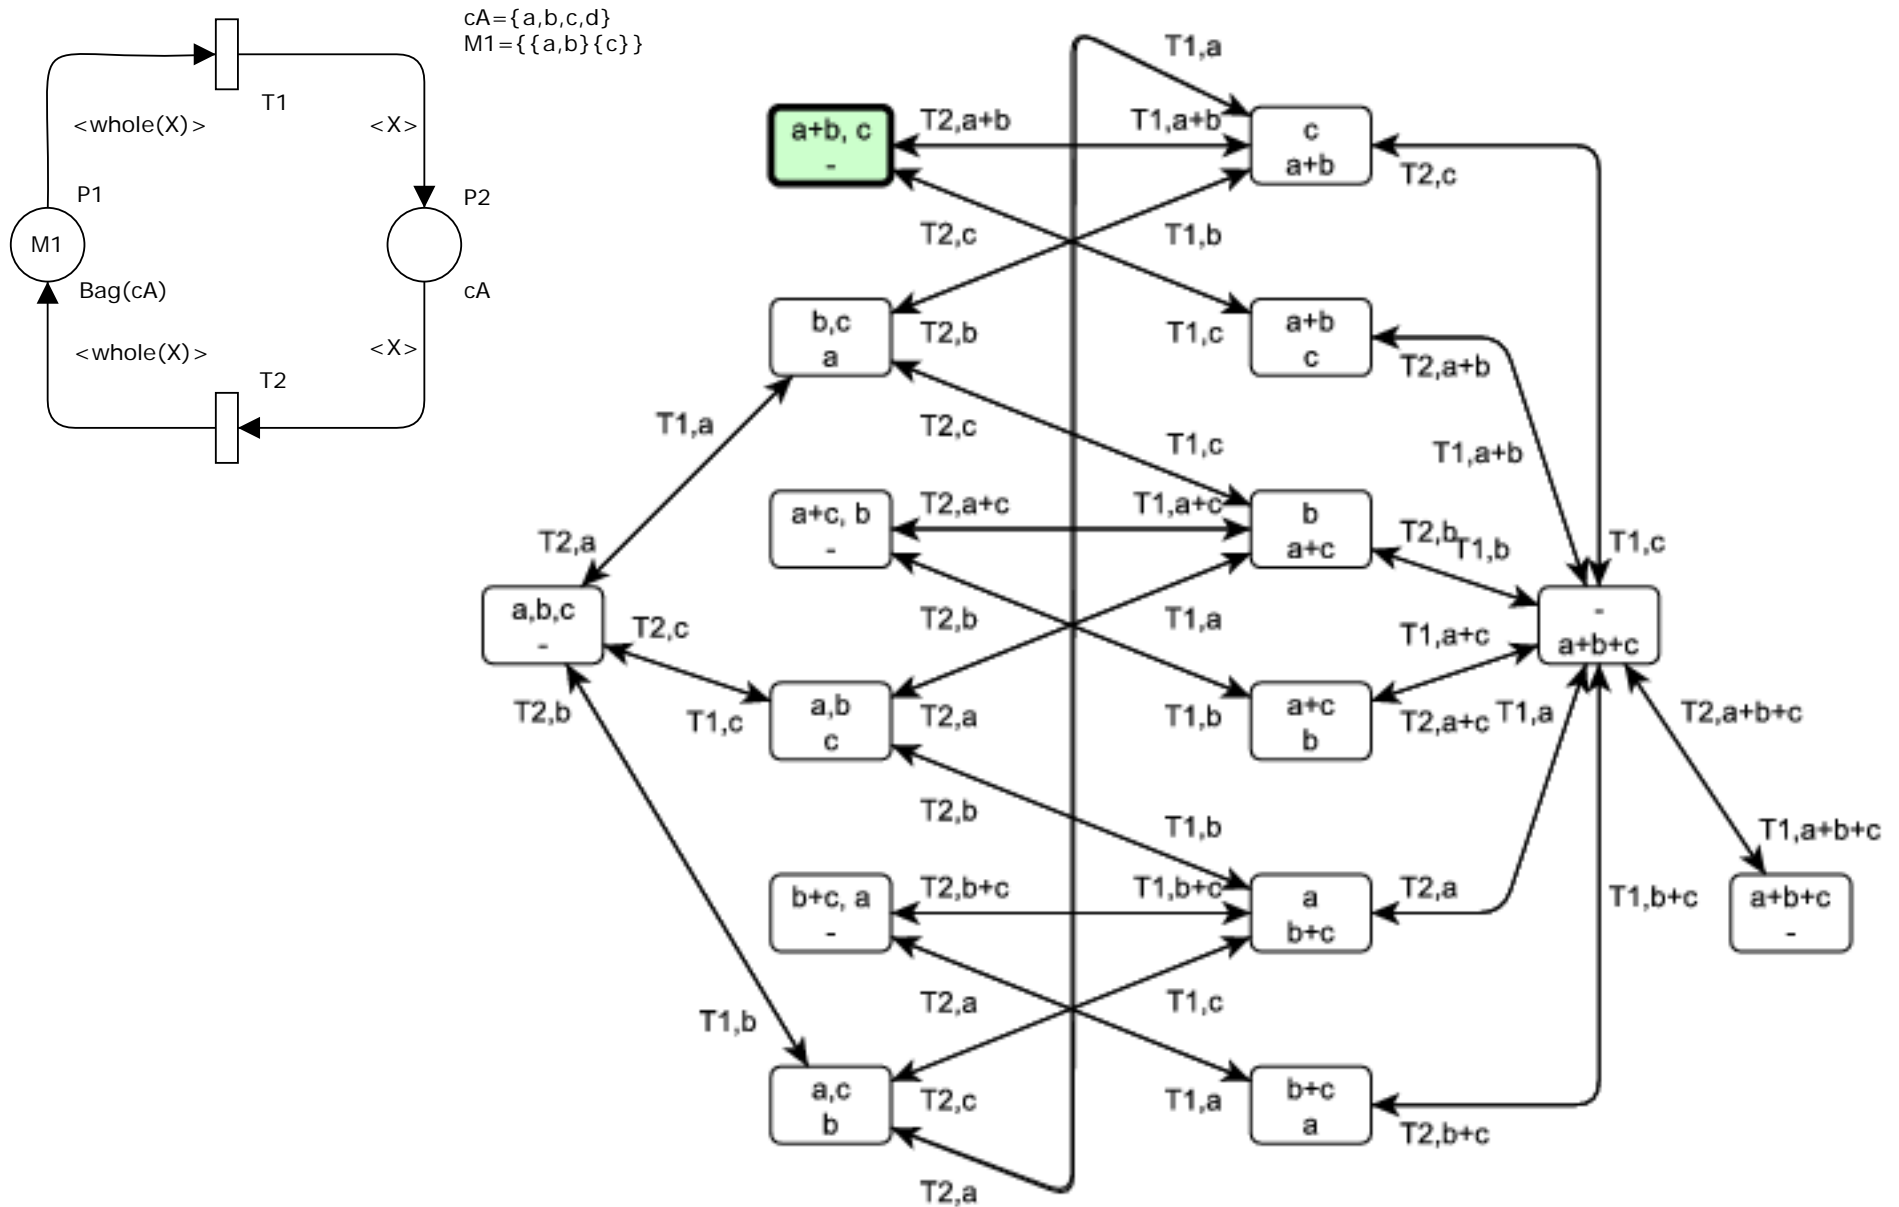 cA={a,b,c,d}
M1={{a,b}{c}}
T1
<whole(X)>
<X>
P1
P2
M1
Bag(cA)
cA
<whole(X)>
<X>
T2
T1,a
a+b, c
-
T2,a+b
T1,a+b
c
a+b
T2,c
T2,c
T1,b
b,c
a
T2,b
T1,c
a+b
c
T2,a+b
T1,a
T2,c
T1,c
T1,a+b
a+c, b
-
T2,a+c
T1,a+c
b
a+c
T2,b
T1,b
T1,c
T2,a
a,b,c
-
T2,c
T2,b
T1,a
T1,a+c
-
a+b+c
T2,b
T1,c
a,b
c
T2,a
T1,b
a+c
b
T2,a+c
T1,a
T2,a+b+c
T2,b
T1,b
T1,a+b+c
b+c, a
-
T2,b+c
T1,b+c
a
b+c
T2,a
T1,b+c
a+b+c
-
T1,b
T2,a
T1,c
a,c
b
T2,c
T1,a
b+c
a
T2,b+c
T2,a